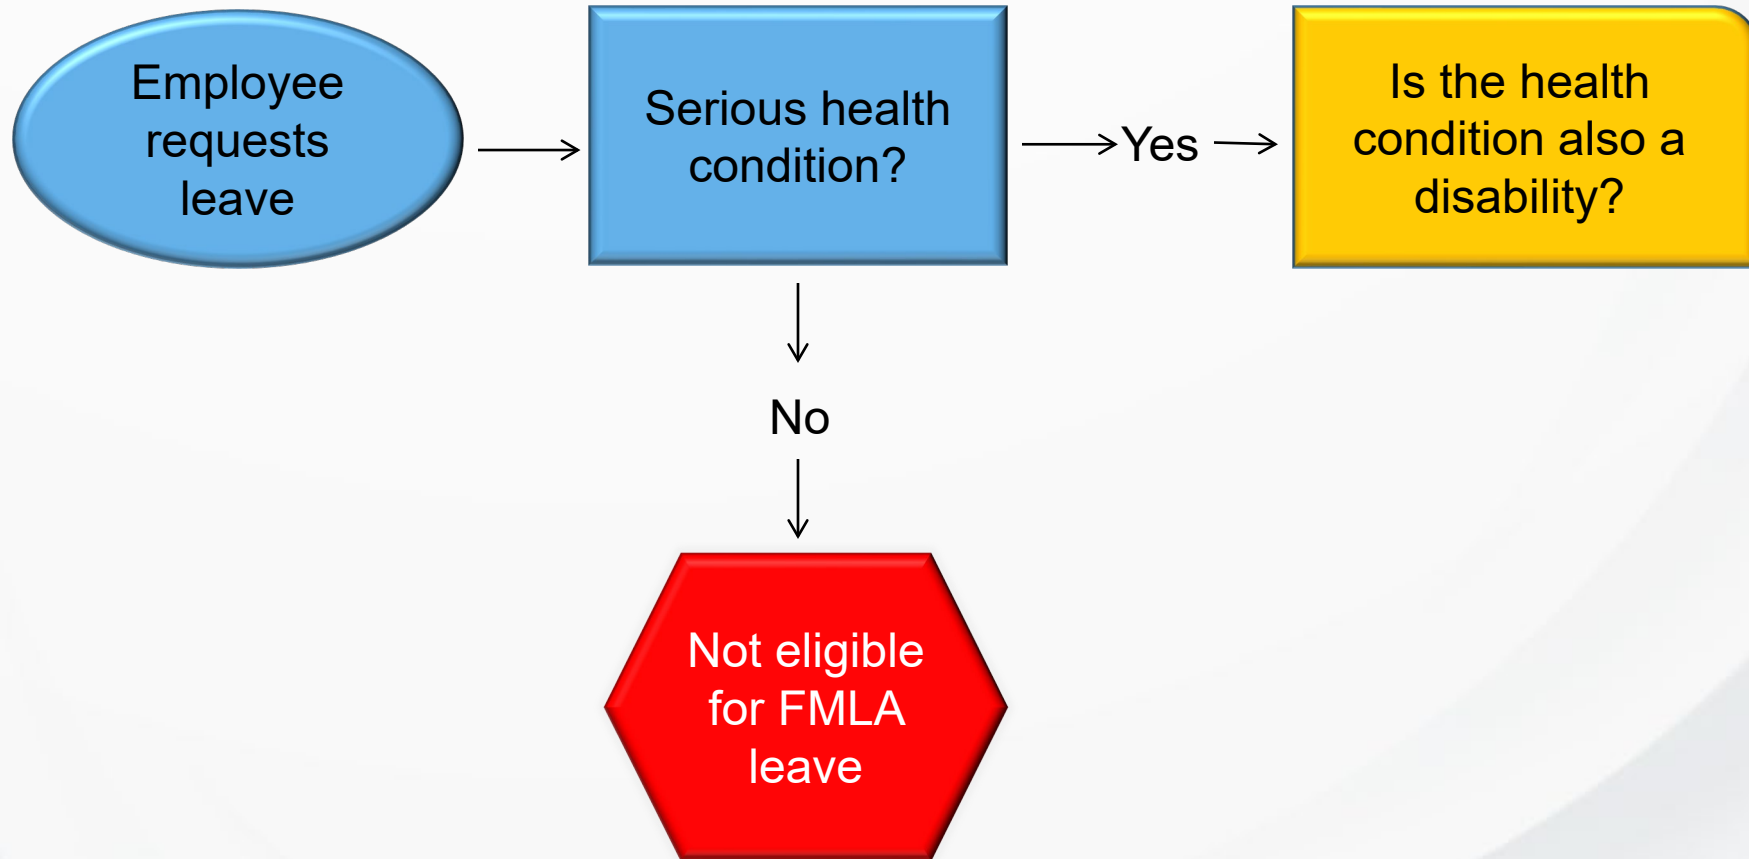 Employee
requests
leave
Serious health
condition?
Yes
Is the health
condition also a
disability?
No
Not eligible
for FMLA
leave